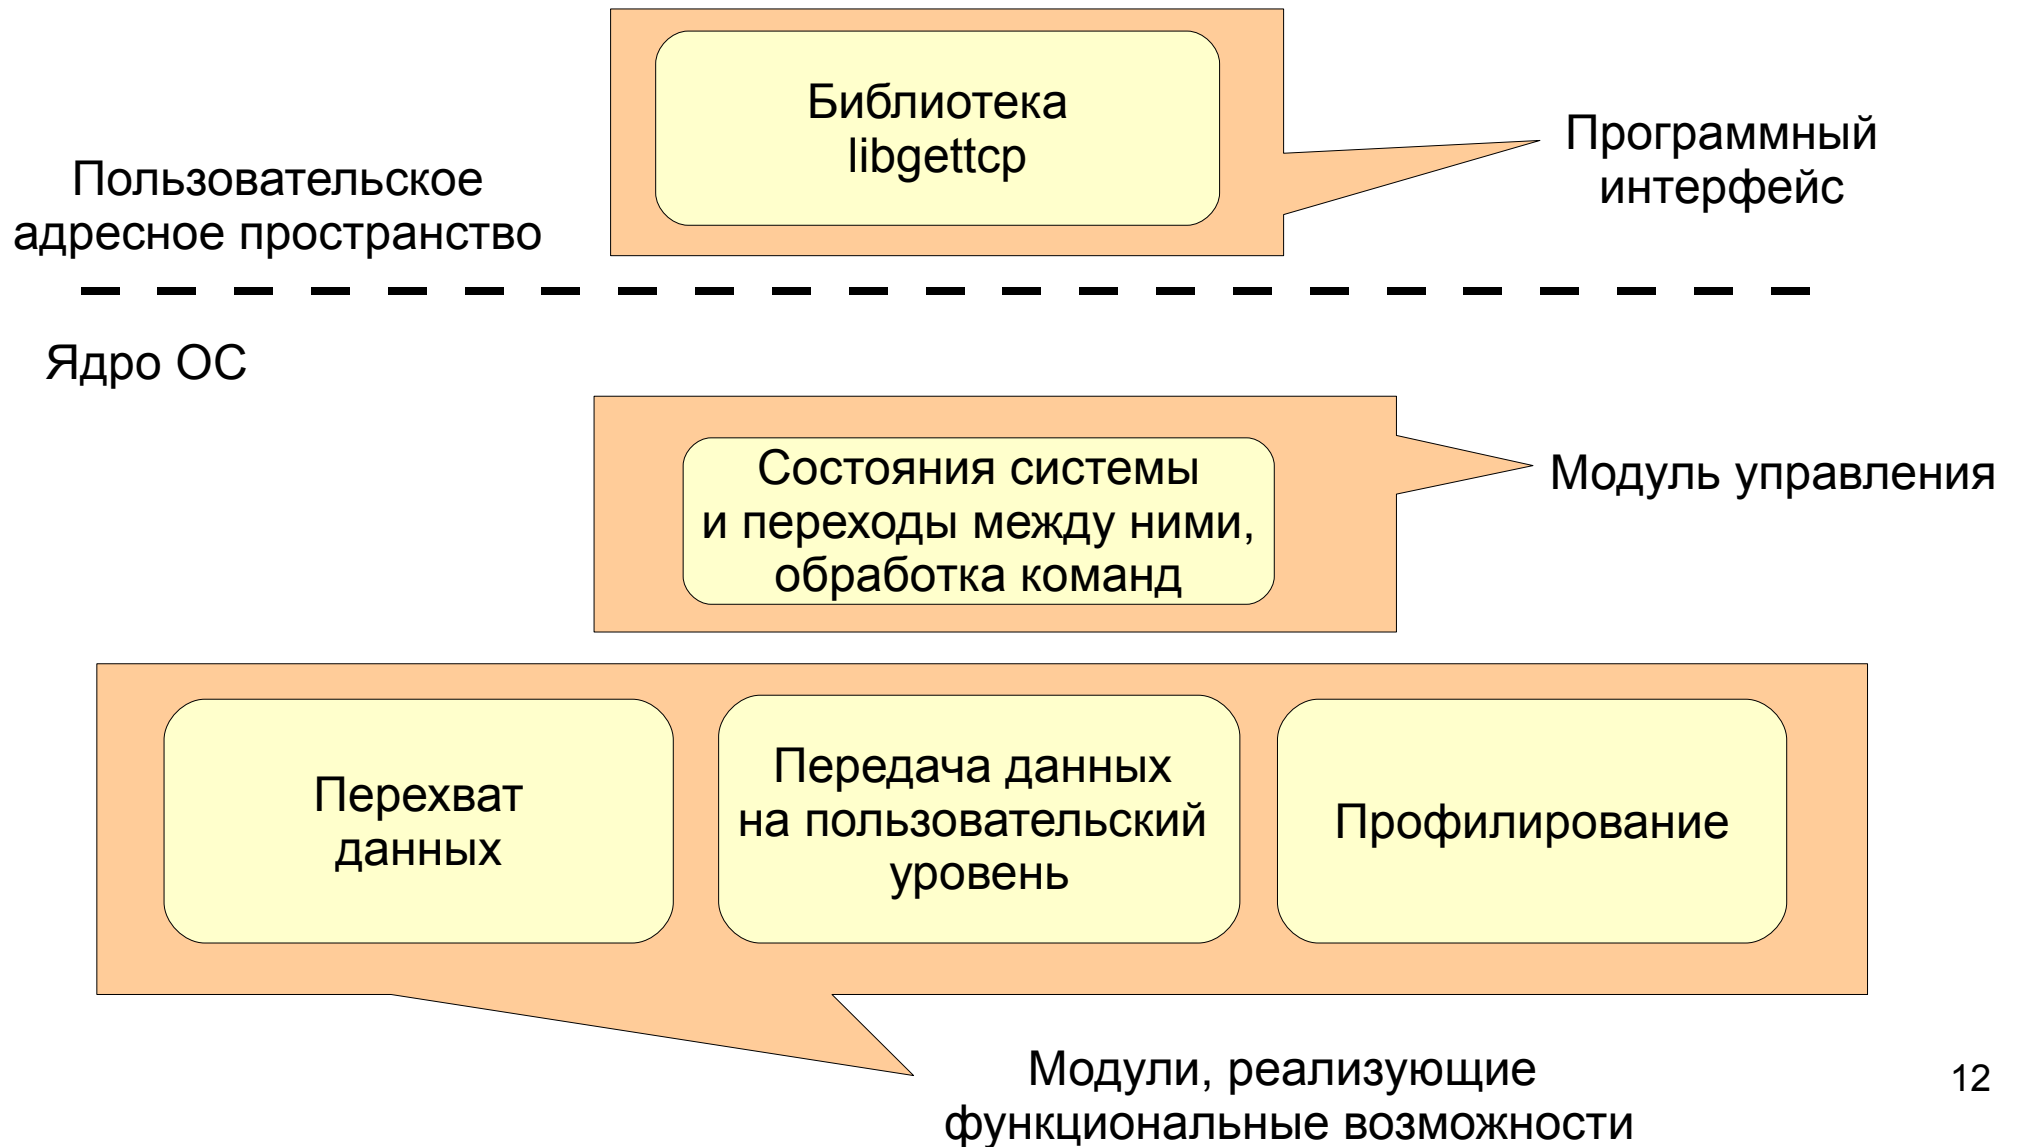 Библиотека
libgettcp
Программный
интерфейс
Пользовательское
адресное пространство
Ядро ОС
Состояния системы
и переходы между ними,
обработка команд
Модуль управления
Перехват
данных
Передача данных
на пользовательский
уровень
Профилирование
Модули, реализующие
функциональные возможности
12